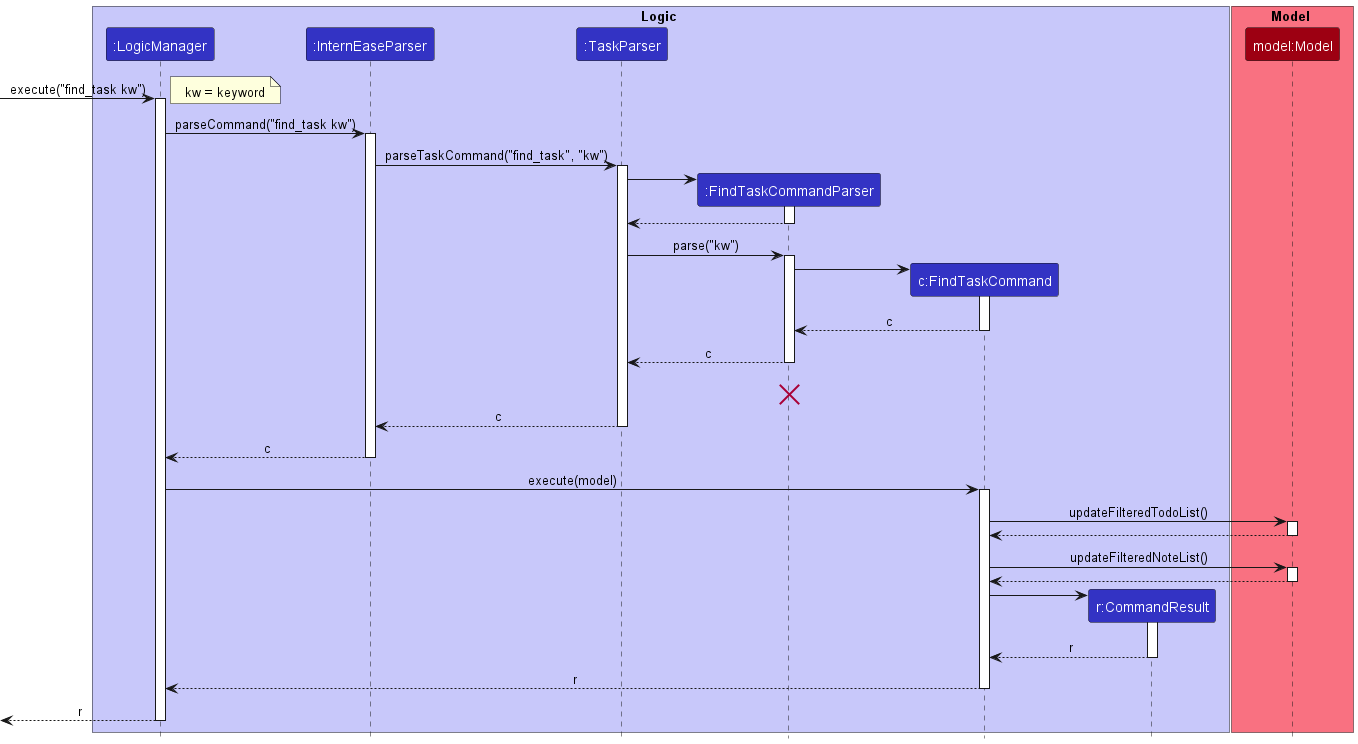 Logic
Model
:LogicManager
:InternEaseParser
:TaskParser
model:Model
execute("find_task kw")
kw = keyword
parseCommand("find_task kw")
parseTaskCommand("find_task", "kw")
:FindTaskCommandParser
parse("kw")
c:FindTaskCommand
c
c
c
c
execute(model)
updateFilteredTodoList()
updateFilteredNoteList()
r:CommandResult
r
r
r